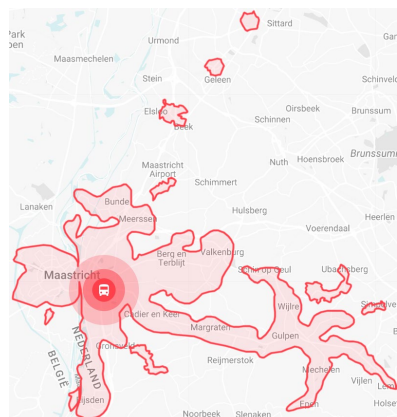 Sittard
Park
Urmond
Maasmechelen
Stein
Geleen
Schinveld
Elsloo
Oirsbeek
Brunssum
Beek
Schinnen
Maastricht
Airport
Nuth
Hoensbroek
Brunssum
Schimmert
Lanaken
Bunde
Meerssen
Hulsberg
Heerlen
Voerendaal
Berg en
Terblijt
Valkenburg
Maastricht
Schin op Geul
Ubachsberg
Wijlre
Simpelveld
Cadier en Keer
Margraten
Gulpen
NEDERLAND
BELGIË
Gronsveld
Reijmerstok
Mechelen
Vijlen
Eijsden
Epen
Noorbeek
Slenaken